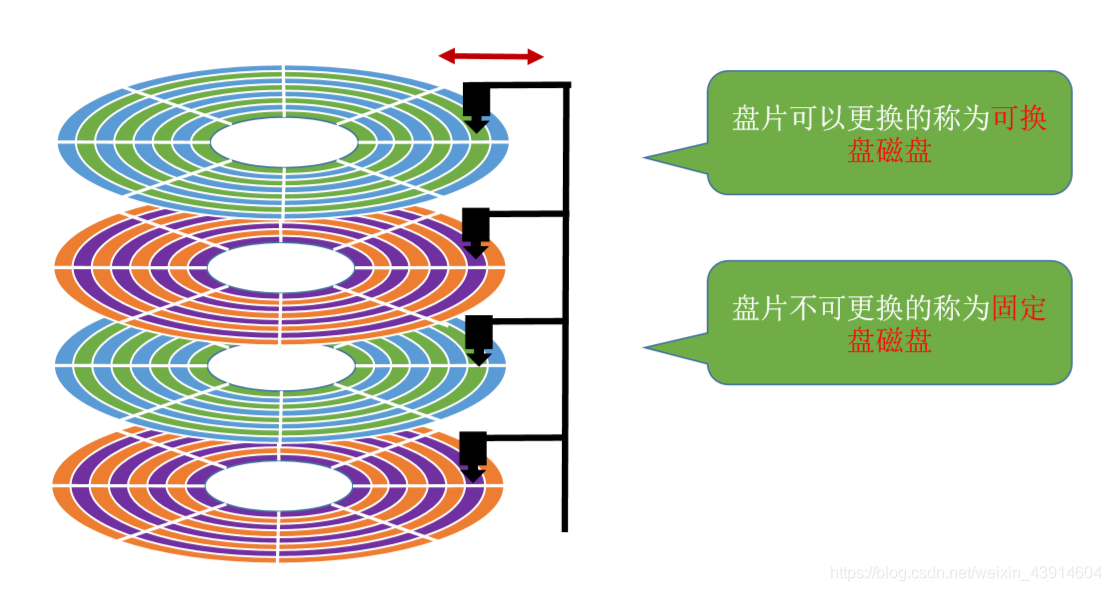 盘片可以更换的称为可换
盘磁盘
盘片不可更换的称为固定
盘磁盘
https://blog.csdn.net/weixin_43914604